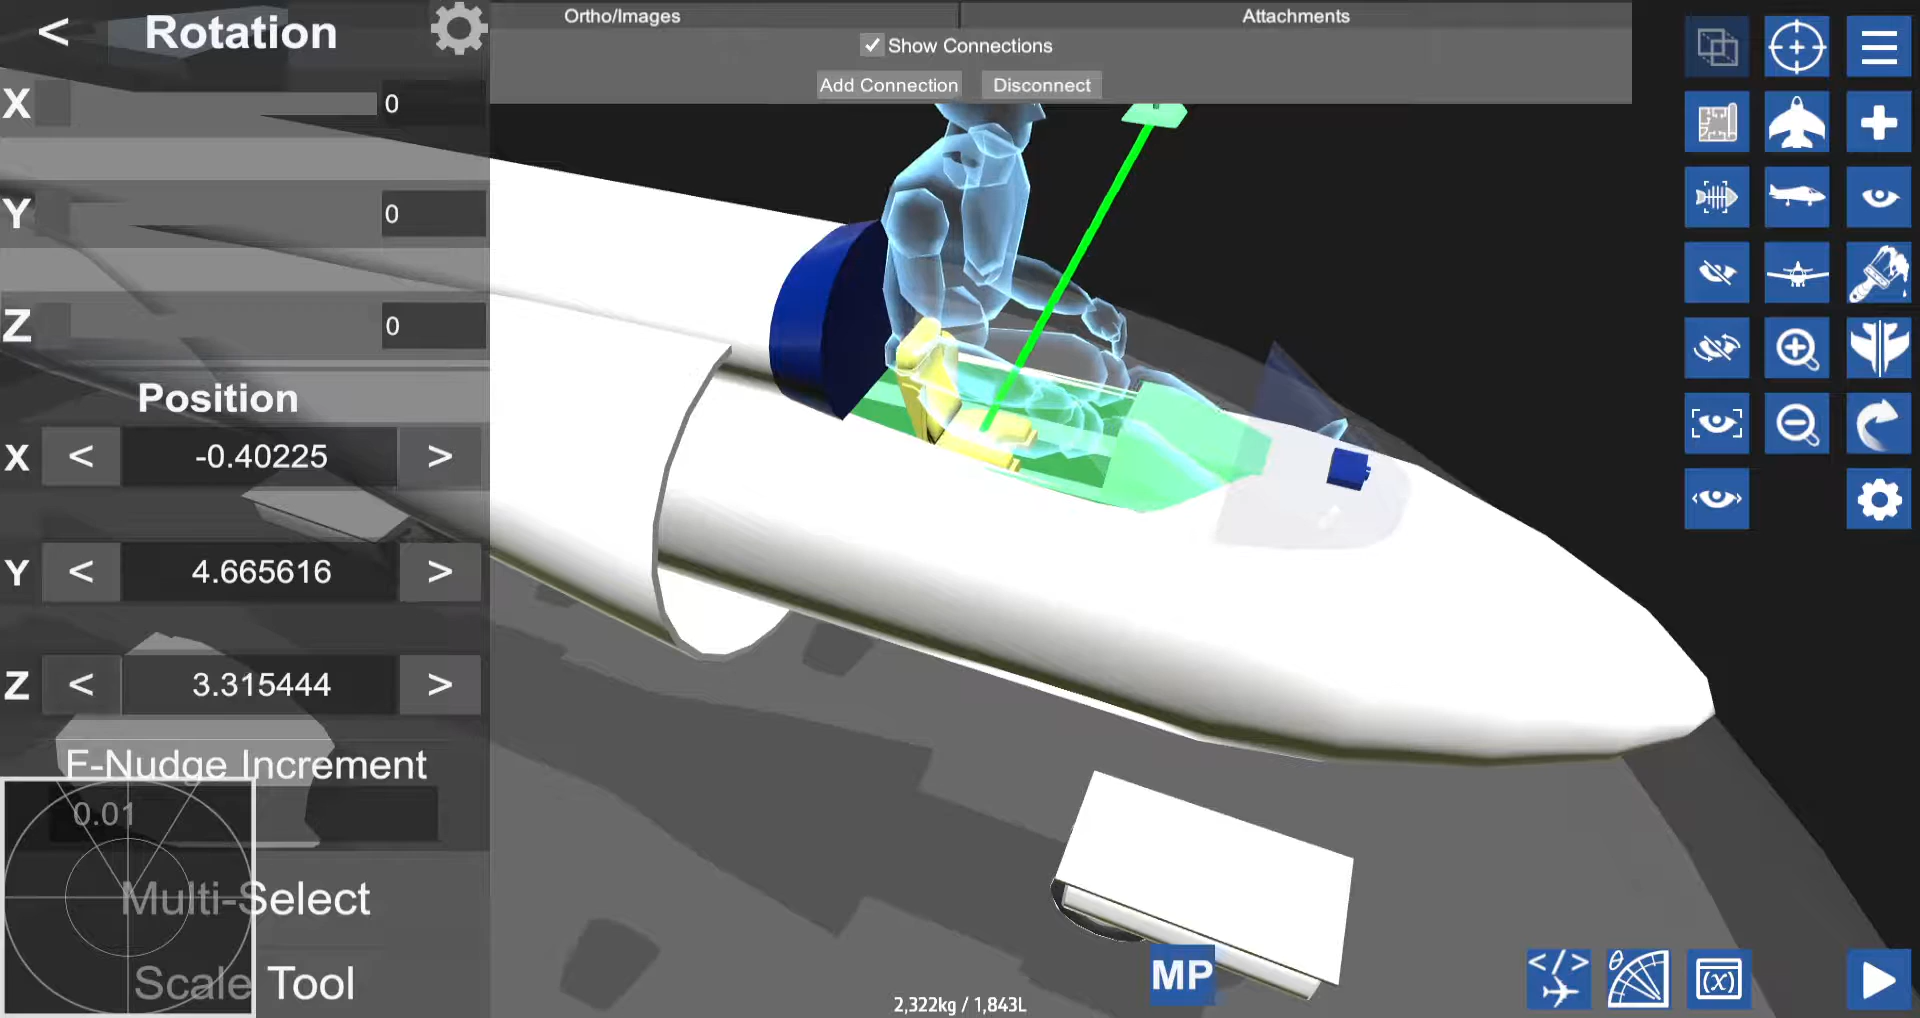 < Rotation
X 0
Y 0
Z 0
Position
X < -0.40225 >
Y < 4.665616 >
Z < 3.315444 >
F-Nudge Increment
0.01
Multi-Select
Scale Tool
Ortho/Images
Attachments
Show Connections
Add Connection
Disconnect
MP
2,322kg / 1,843L
</>
θ
(x)